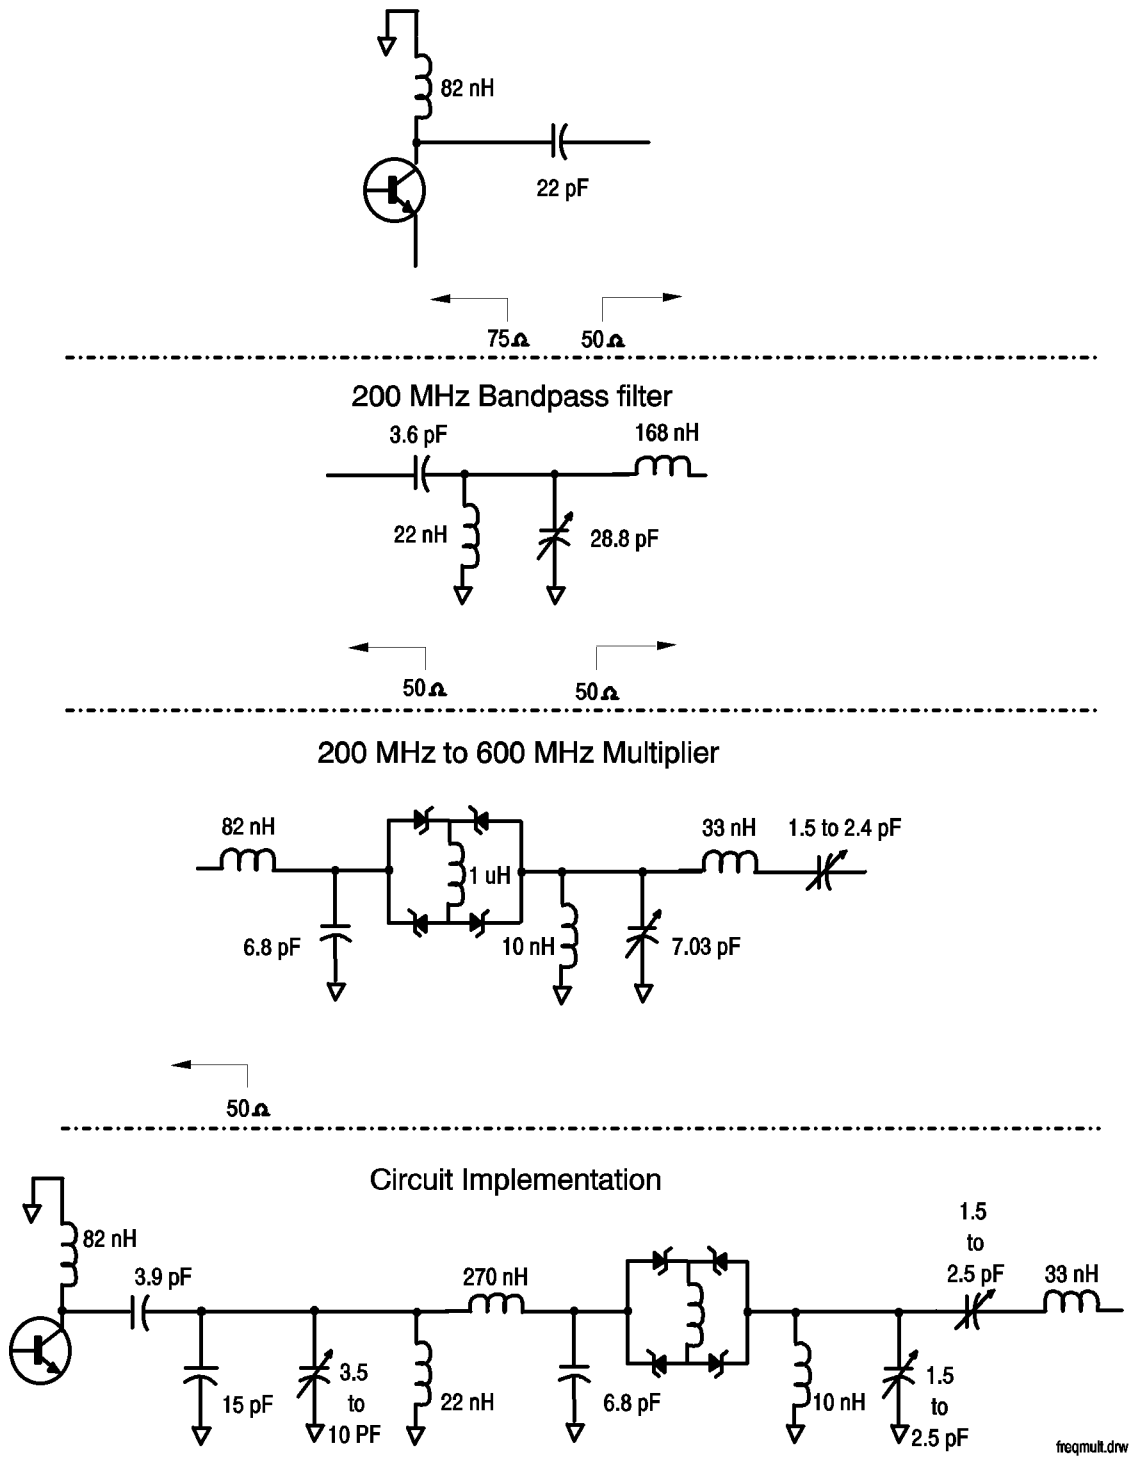 82 nH
22 pF
75Ω
50Ω
200 MHz Bandpass filter
3.6 pF
168 nH
22 nH
28.8 pF
50Ω
50Ω
200 MHz to 600 MHz Multiplier
82 nH
33 nH
1.5 to 2.4 pF
1 uH
6.8 pF
10 nH
7.03 pF
50Ω
Circuit Implementation
82 nH
3.9 pF
270 nH
1.5
to
2.5 pF
33 nH
15 pF
3.5
to
10 PF
22 nH
6.8 pF
10 nH
1.5
to
2.5 pF
freqmult.drw